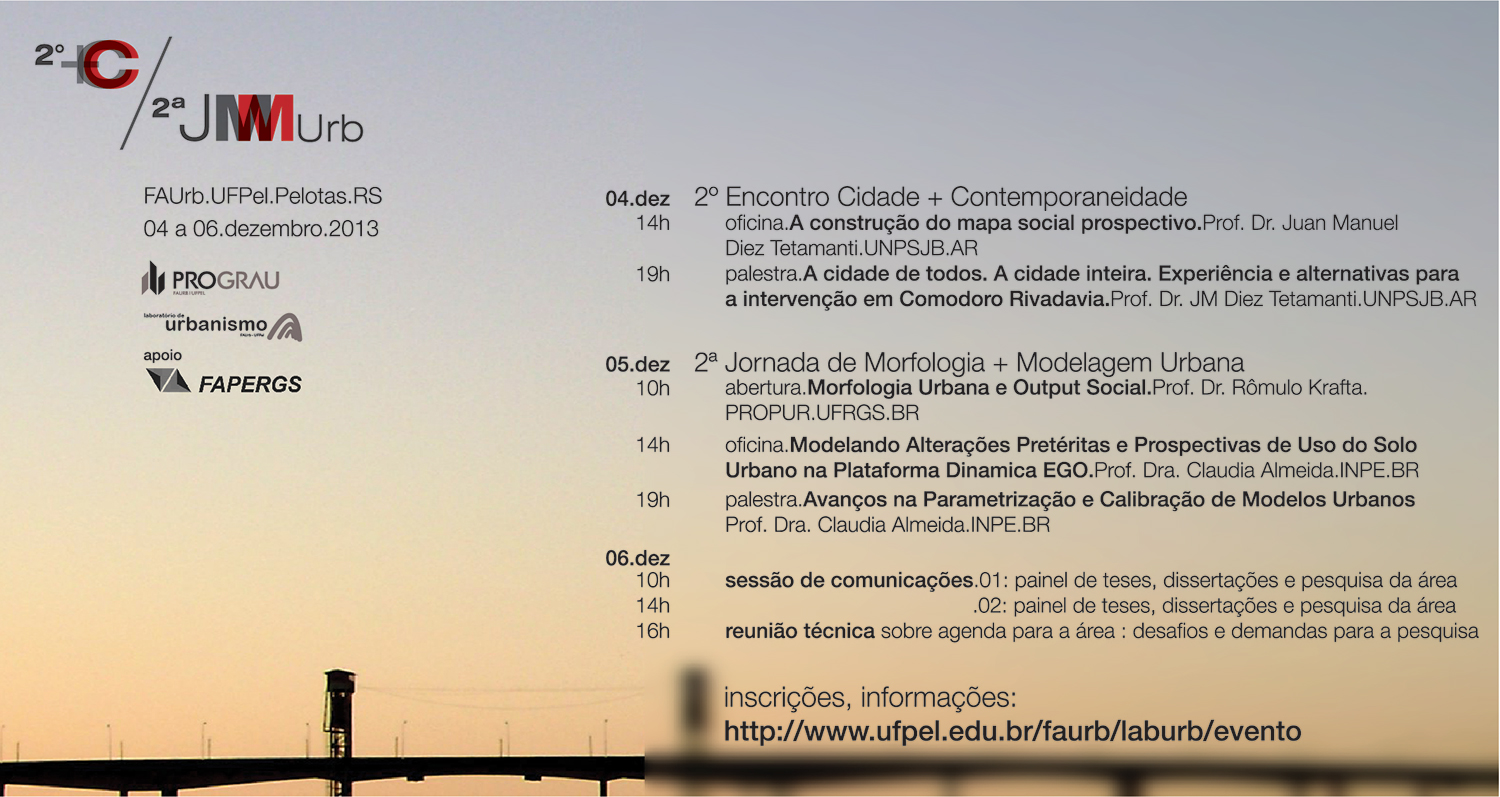 2º +C
2ª JMMUrb
FAUrb.UFPel.Pelotas.RS
04 a 06.dezembro.2013
PROGRAU
FAURB | UFPEL
laboratório de
urbanismo
FAUrb - UFPel
apoio
FAPERGS
04.dez 2º Encontro Cidade + Contemporaneidade
14h oficina.A construção do mapa social prospectivo.Prof. Dr. Juan Manuel
Diez Tetamanti.UNPSJB.AR
19h palestra.A cidade de todos. A cidade inteira. Experiência e alternativas para
a intervenção em Comodoro Rivadavia.Prof. Dr. JM Diez Tetamanti.UNPSJB.AR
05.dez 2ª Jornada de Morfologia + Modelagem Urbana
10h abertura.Morfologia Urbana e Output Social.Prof. Dr. Rômulo Krafta.
PROPUR.UFRGS.BR
14h oficina.Modelando Alterações Pretéritas e Prospectivas de Uso do Solo
Urbano na Plataforma Dinamica EGO.Prof. Dra. Claudia Almeida.INPE.BR
19h palestra.Avanços na Parametrização e Calibração de Modelos Urbanos
Prof. Dra. Claudia Almeida.INPE.BR
06.dez
10h sessão de comunicações.01: painel de teses, dissertações e pesquisa da área
14h .02: painel de teses, dissertações e pesquisa da área
16h reunião técnica sobre agenda para a área : desafios e demandas para a pesquisa
inscrições, informações:
http://www.ufpel.edu.br/faurb/laburb/evento